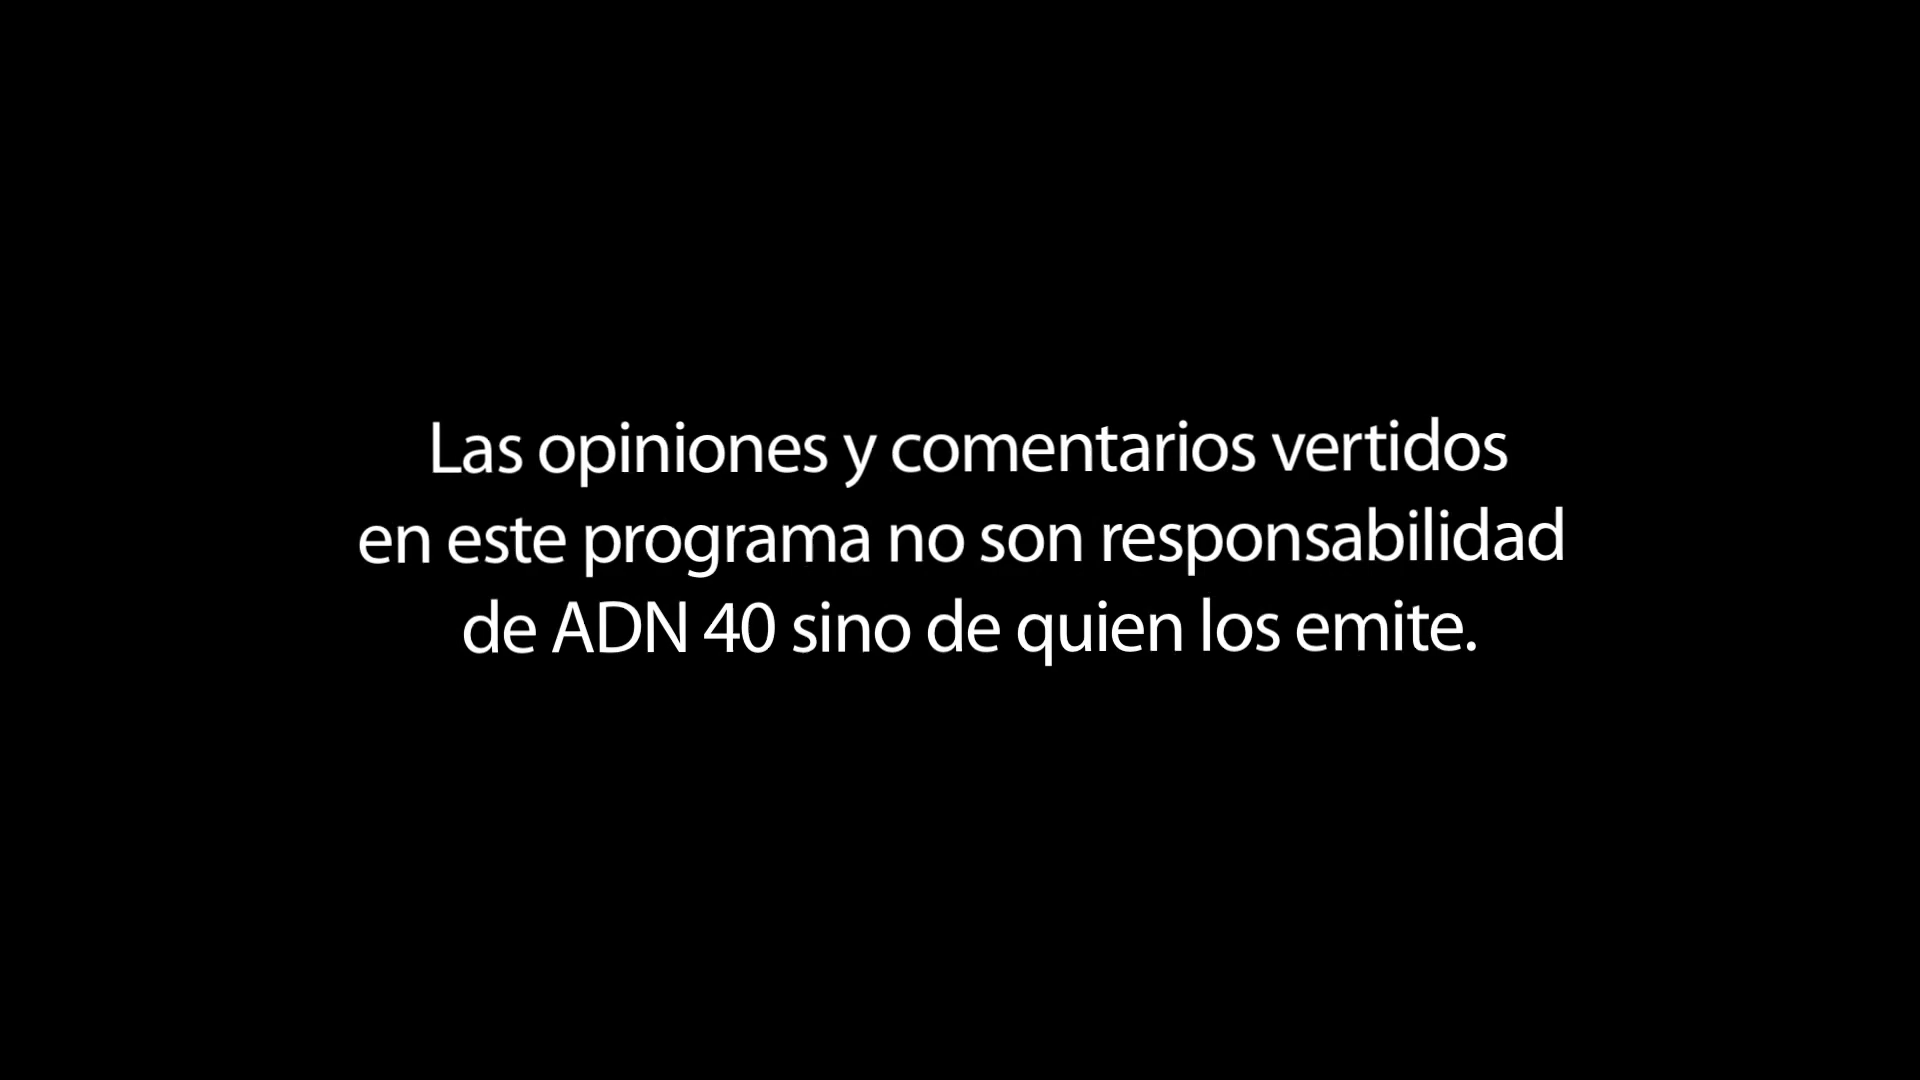 Las opiniones y comentarios vertidos
en este programa no son responsabilidad
de ADN 40 sino de quien los emite.